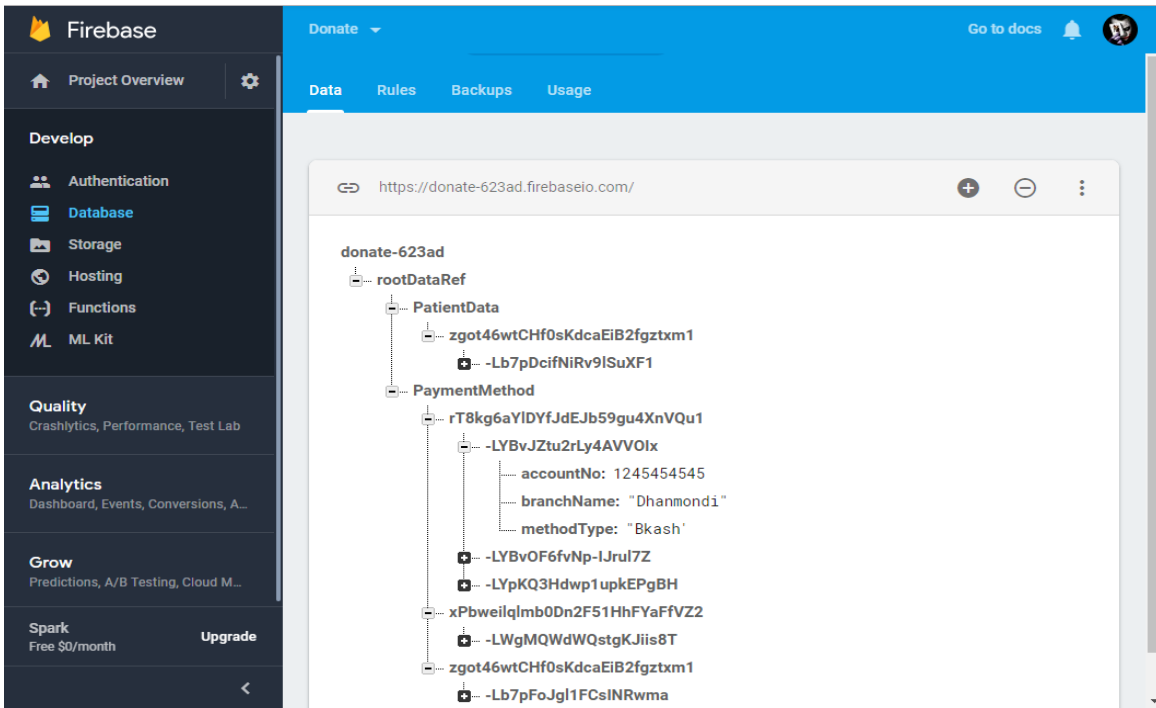 Firebase
Project Overview
Develop
Authentication
Database
Storage
Hosting
Functions
ML Kit
Quality
Crashlytics, Performance, Test Lab
Analytics
Dashboard, Events, Conversions, A...
Grow
Predictions, A/B Testing, Cloud M...
Spark
Free $0/month
Upgrade
Donate
Go to docs
Data Rules Backups Usage
https://donate-623ad.firebaseio.com/
donate-623ad
rootDataRef
PatientData
zgot46wtCHf0sKdcaEiB2fgztxm1
-Lb7pDcifNiRv9lSuXF1
PaymentMethod
rT8kg6aYlDYfJdEJb59gu4XnVQu1
-LYBvJZtu2rLy4AVVOIx
accountNo: 1245454545
branchName: "Dhanmondi"
methodType: "Bkash'
-LYBvOF6fvNp-IJrul7Z
-LYpKQ3Hdwp1upkEPgBH
xPbweilqlmb0Dn2F51HhFYaFfVZ2
-LWgMQWdWQstgKJiis8T
zgot46wtCHf0sKdcaEiB2fgztxm1
-Lb7pFoJgl1FCsINRwma